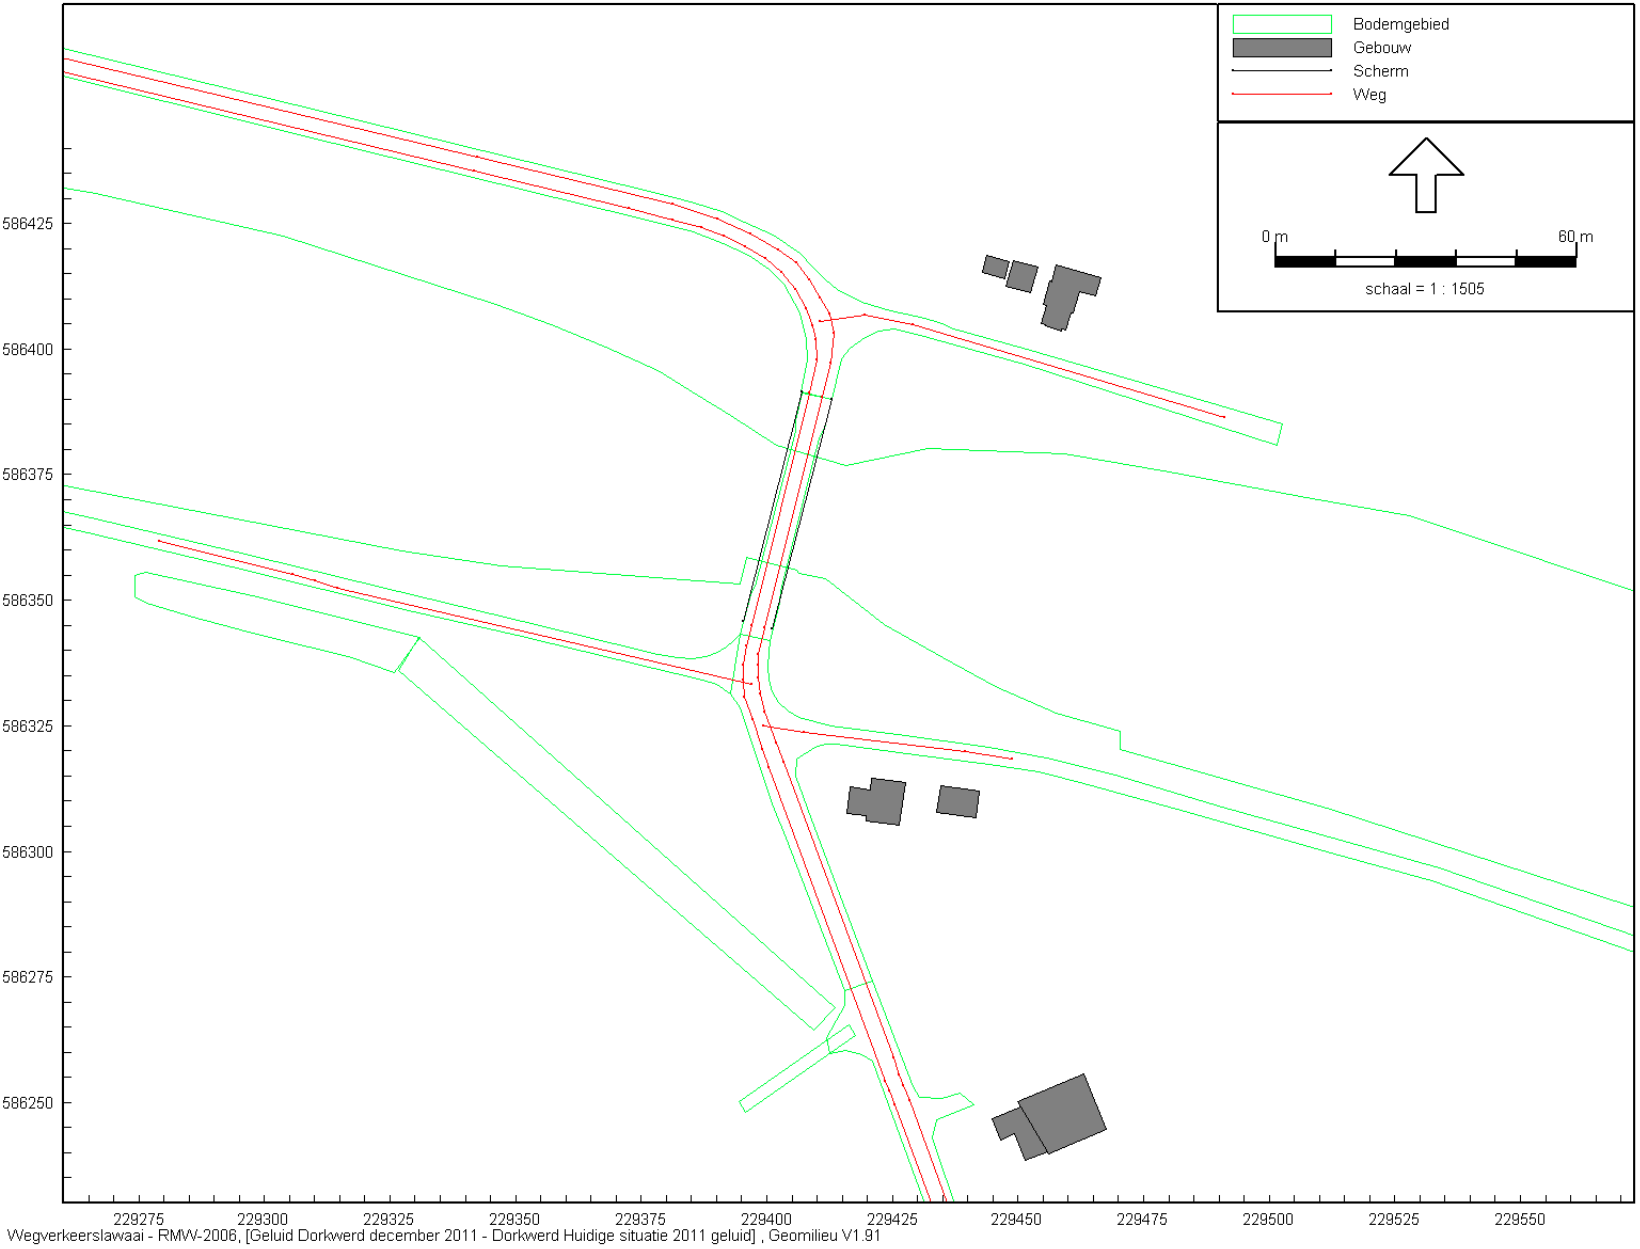 Bodemgebied
Gebouw
Scherm
Weg
0 m
60 m
schaal = 1 : 1505
586425
586400
586375
586350
586325
586300
586275
586250
229275
229300
229325
229350
229375
229400
229425
229450
229475
229500
229525
229550
Wegverkeerslawaai - RMW-2006, [Geluid Dorkwerd december 2011 - Dorkwerd Huidige situatie 2011 geluid] , Geomilieu V1.91